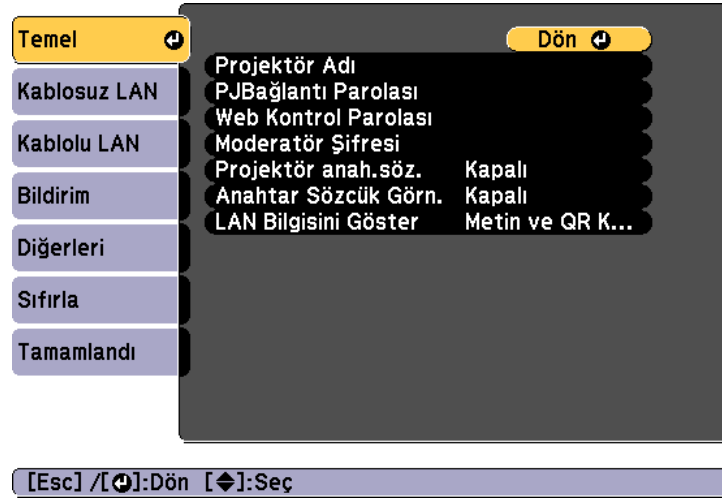 Temel
Kablosuz LAN
Kablolu LAN
Bildirim
Diğerleri
Sıfırla
Tamamlandı
Dön
Projektör Adı
PJBağlantı Parolası
Web Kontrol Parolası
Moderatör Şifresi
Projektör anah.söz. Kapalı
Anahtar Sözcük Görn. Kapalı
LAN Bilgisini Göster Metin ve QR K...
[Esc] /[⏎]:Dön [◆]:Seç